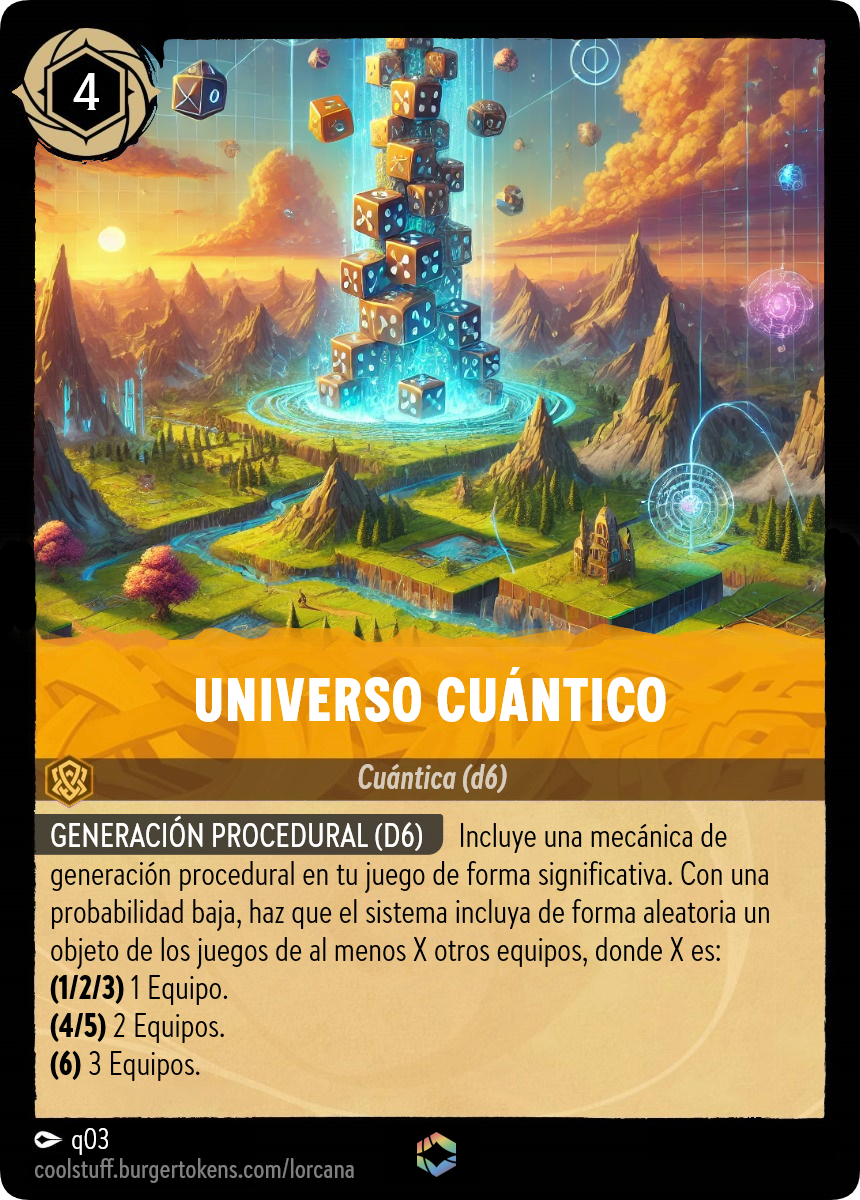 4
UNIVERSO CUÁNTICO
Cuántica (d6)
GENERACIÓN PROCEDURAL (D6) Incluye una mecánica de
generación procedural en tu juego de forma significativa. Con una
probabilidad baja, haz que el sistema incluya de forma aleatoria un
objeto de los juegos de al menos X otros equipos, donde X es:
(1/2/3) 1 Equipo.
(4/5) 2 Equipos.
(6) 3 Equipos.
q03
coolstuff.burgertokens.com/lorcana